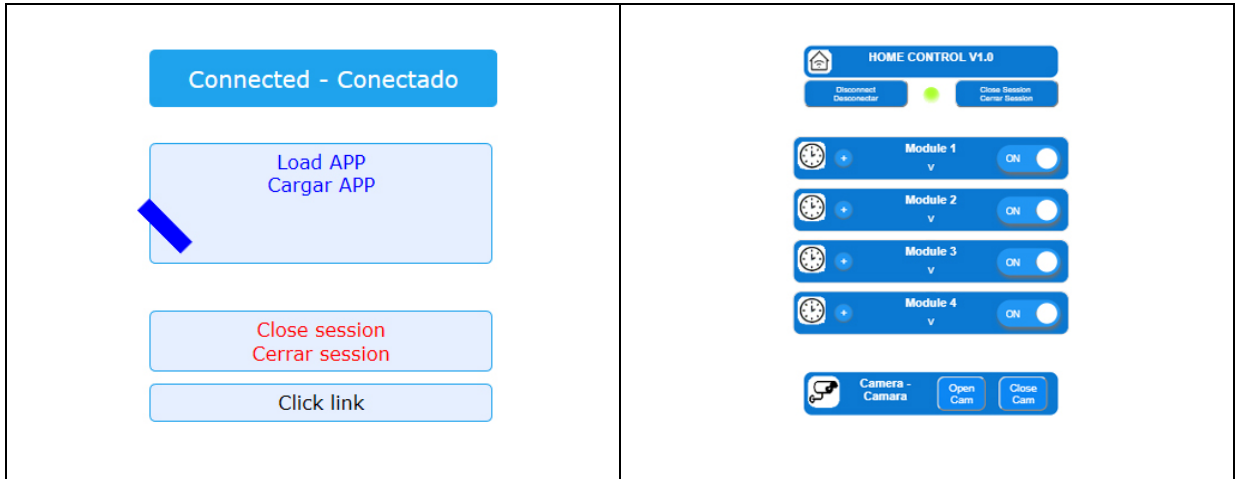 Connected - Conectado
Load APP
Cargar APP
Close session
Cerrar session
Click link
HOME CONTROL V1.0
Disconnect
Desconectar
Close Session
Cerrar Session
+
Module 1
v
ON
+
Module 2
v
ON
+
Module 3
v
ON
+
Module 4
v
ON
Camera -
Camara
Open
Cam
Close
Cam